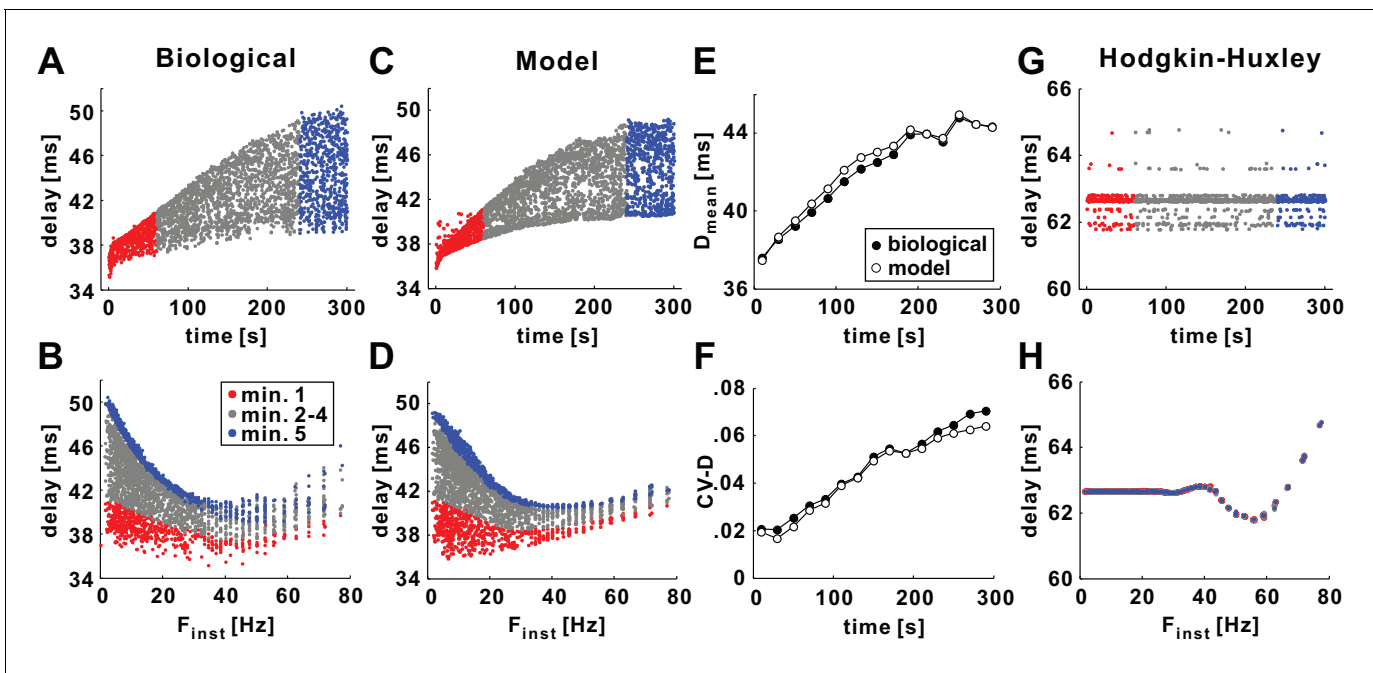 A
Biological
delay [ms]
50
46
42
38
34
0
100
200
300
time [s]
C
Model
delay [ms]
50
46
42
38
34
0
100
200
300
time [s]
E
D mean [ms]
44
40
36
biological
model
0
100
200
300
time [s]
G
Hodgkin-Huxley
delay [ms]
66
64
62
60
0
100
200
300
time [s]
B
delay [ms]
50
46
42
38
34
min. 1
min. 2-4
min. 5
0
20
40
60
80
F inst [Hz]
D
delay [ms]
50
46
42
38
34
0
20
40
60
80
F inst [Hz]
F
CV-D
.08
.06
.04
.02
0
0
100
200
300
time [s]
H
delay [ms]
66
64
62
60
0
20
40
60
80
F inst [Hz]